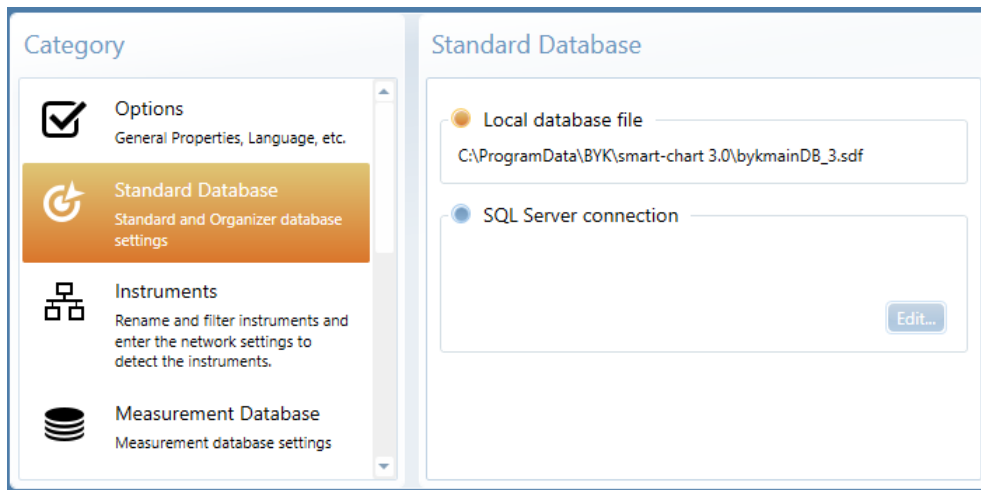 Category
Options
General Properties, Language, etc.
Standard Database
Standard and Organizer database
settings
Instruments
Rename and filter instruments and
enter the network settings to
detect the instruments.
Measurement Database
Measurement database settings
Standard Database
Local database file
C:\ProgramData\BYK\smart-chart 3.0\bykmainDB_3.sdf
SQL Server connection
Edit...